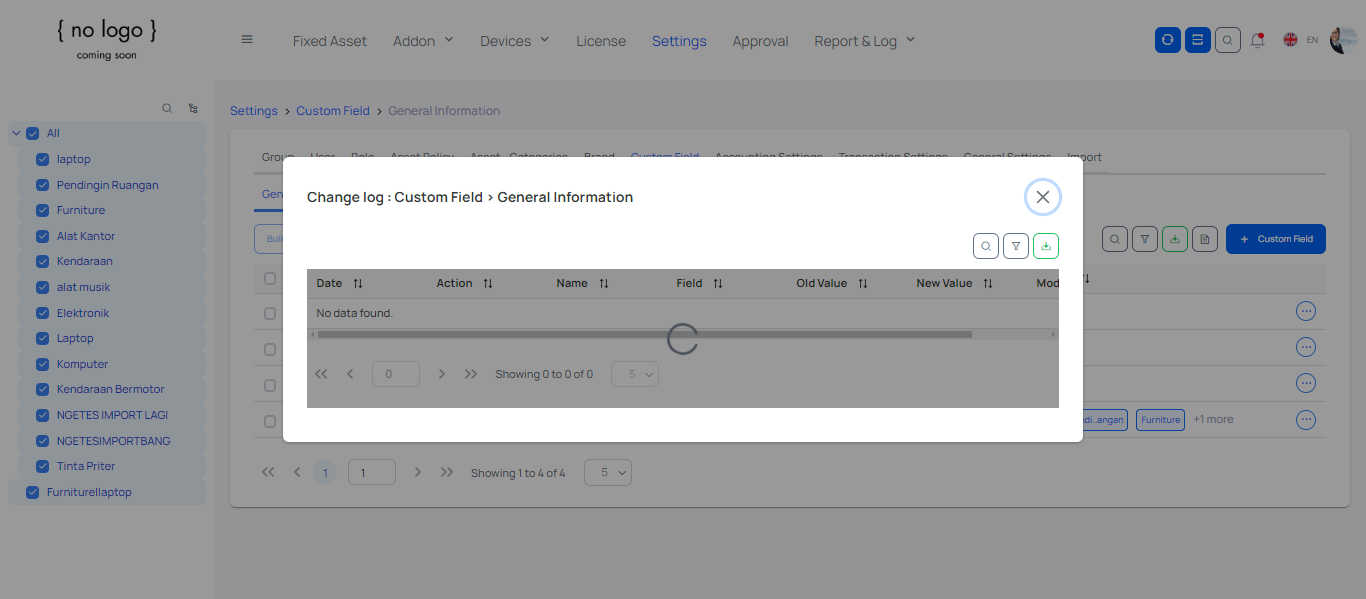 { no logo }
coming soon
Fixed Asset Addon Devices License Settings Approval Report & Log
EN
Settings > Custom Field > General Information
All
laptop
Pendingin Ruangan
Furniture
Alat Kantor
Kendaraan
alat musik
Elektronik
Laptop
Komputer
Kendaraan Bermotor
NGETES IMPORT LAGI
NGETESIMPORTBANG
Tinta Priter
Furniturellaptop
Group User Role Asset Policy Asset Categories Brand Custom Field Accounting Settings Transaction Settings General Settings Import
Gen
Bulk
+ Custom Field
Change log : Custom Field > General Information
Date Action Name Field Old Value New Value Mod
No data found.
0 Showing 0 to 0 of 0 5
di..angan Furniture +1 more
1 1 Showing 1 to 4 of 4 5